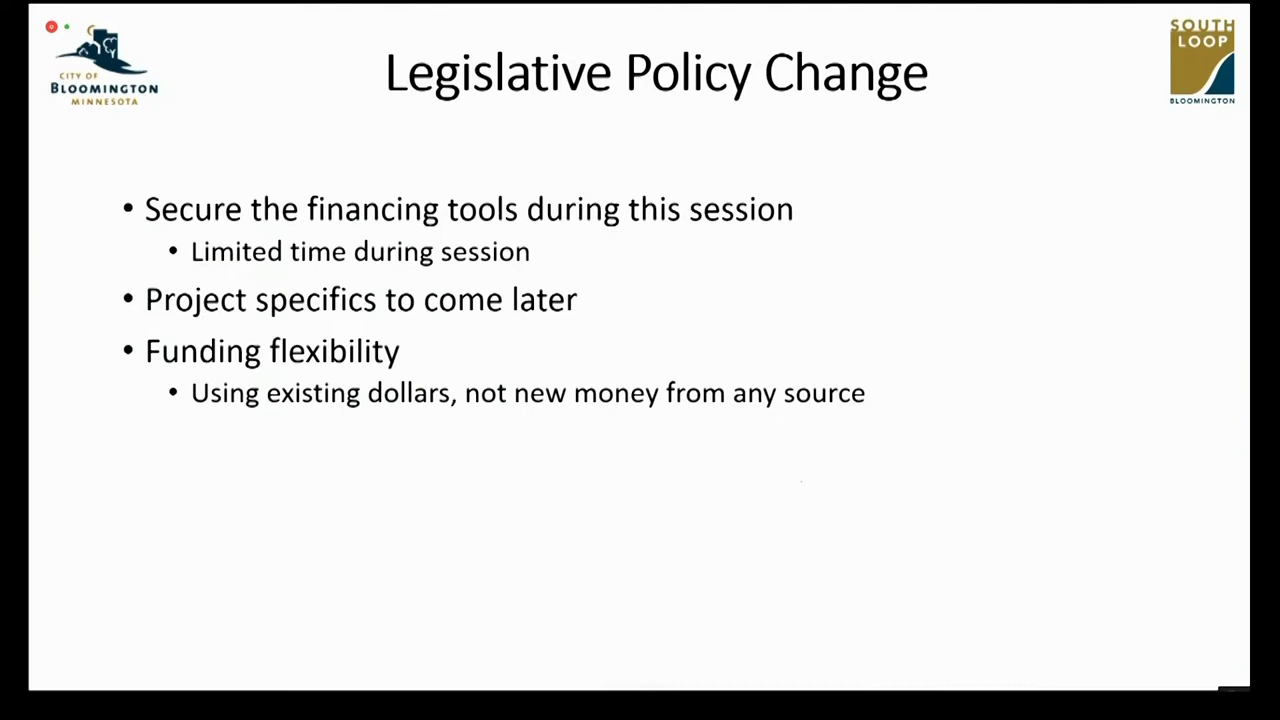 CITY OF
BLOOMINGTON
MINNESOTA
Legislative Policy Change
SOUTH
LOOP
BLOOMINGTON
• Secure the financing tools during this session
• Limited time during session
• Project specifics to come later
• Funding flexibility
• Using existing dollars, not new money from any source